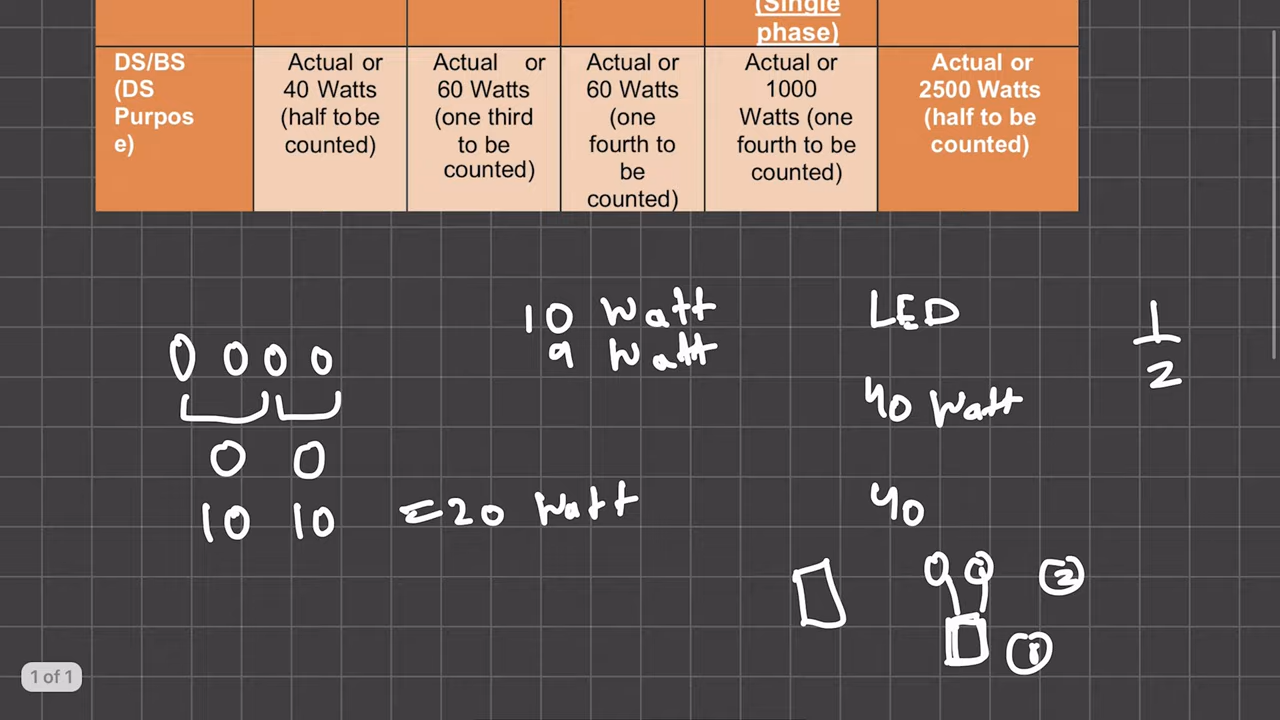 (Single
phase)
DS/BS
(DS
Purpos
e)
Actual or
40 Watts
(half to be
counted)
Actual or
60 Watts
(one third
to be
counted)
Actual or
60 Watts
(one
fourth to
be
counted)
Actual or
1000
Watts (one
fourth to be
counted)
Actual or
2500 Watts
(half to be
counted)
10 Watt
9 Watt
LED
1
2
0 0 0 0
40 Watt
0 0
10 10 = 20 Watt
40
2
1
1 of 1